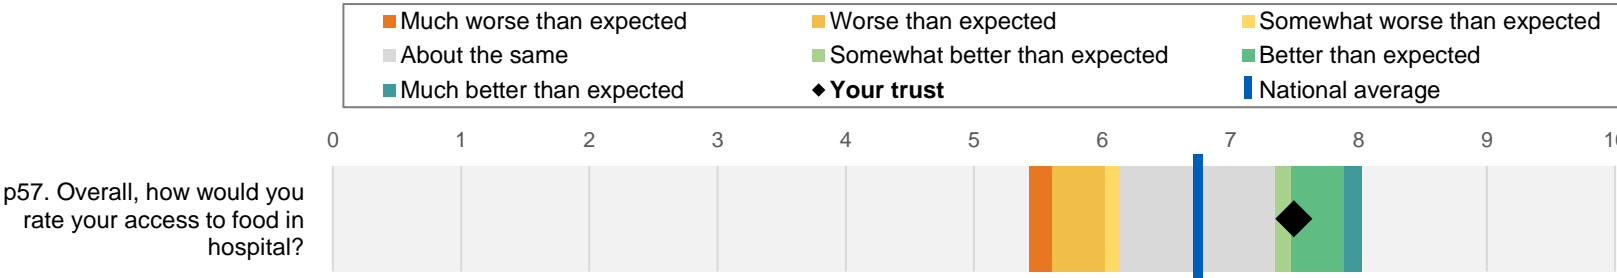 Much worse than expected Worse than expected Somewhat worse than expected
About the same Somewhat better than expected Better than expected
Much better than expected Your trust National average
0 1 2 3 4 5 6 7 8 9 10
p57. Overall, how would you
rate your access to food in
hospital?